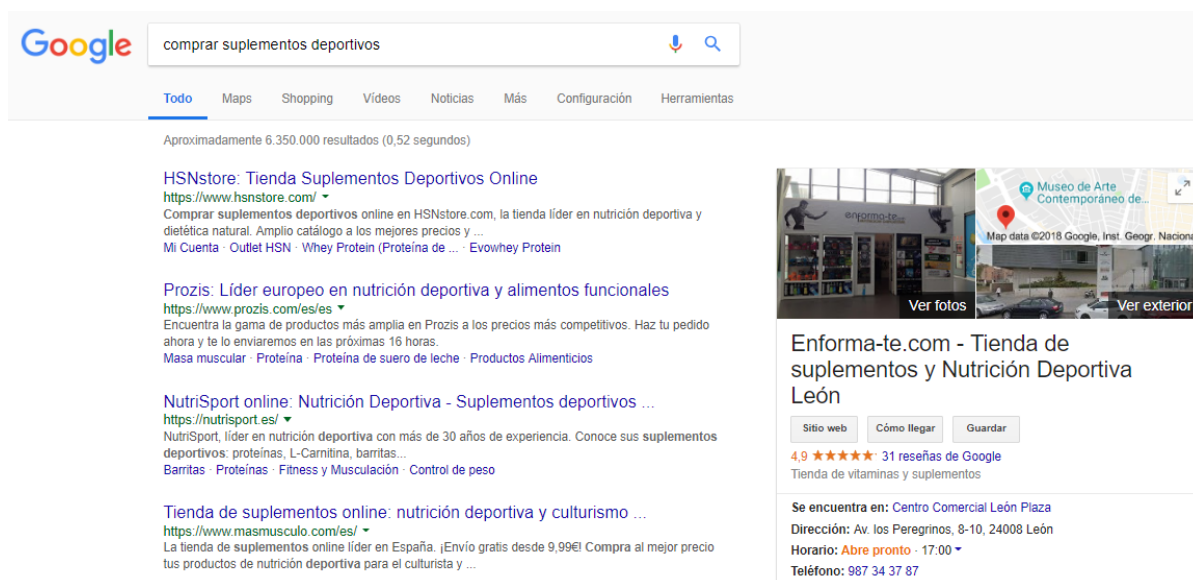 Google
comprar suplementos deportivos
Todo Maps Shopping Vídeos Noticias Más Configuración Herramientas
Aproximadamente 6.350.000 resultados (0,52 segundos)
HSNstore: Tienda Suplementos Deportivos Online
https://www.hsnstore.com/
Comprar suplementos deportivos online en HSNstore.com, la tienda líder en nutrición deportiva y
dietética natural. Amplio catálogo a los mejores precios y ...
Mi Cuenta · Outlet HSN · Whey Protein (Proteína de ... · Evowhey Protein
Prozis: Líder europeo en nutrición deportiva y alimentos funcionales
https://www.prozis.com/es/es
Encuentra la gama de productos más amplia en Prozis a los precios más competitivos. Haz tu pedido
ahora y te lo enviaremos en las próximas 16 horas.
Masa muscular · Proteína · Proteína de suero de leche · Productos Alimenticios
NutriSport online: Nutrición Deportiva - Suplementos deportivos ...
https://nutrisport.es/
NutriSport, líder en nutrición deportiva con más de 30 años de experiencia. Conoce sus suplementos
deportivos: proteínas, L-Carnitina, barritas...
Barritas · Proteínas · Fitness y Musculación · Control de peso
Tienda de suplementos online: nutrición deportiva y culturismo ...
https://www.masmusculo.com/es/
La tienda de suplementos online líder en España. ¡Envío gratis desde 9,99€! Compra al mejor precio
tus productos de nutrición deportiva para el culturista y ...
enforma-te.com
Museo de Arte
Contemporáneo de...
Map data ©2018 Google, Inst. Geogr. Naciona
Ver fotos
Ver exterior
Enforma-te.com - Tienda de
suplementos y Nutrición Deportiva
León
Sitio web Cómo llegar Guardar
4,9 31 reseñas de Google
Tienda de vitaminas y suplementos
Se encuentra en: Centro Comercial León Plaza
Dirección: Av. los Peregrinos, 8-10, 24008 León
Horario: Abre pronto · 17:00
Teléfono: 987 34 37 87